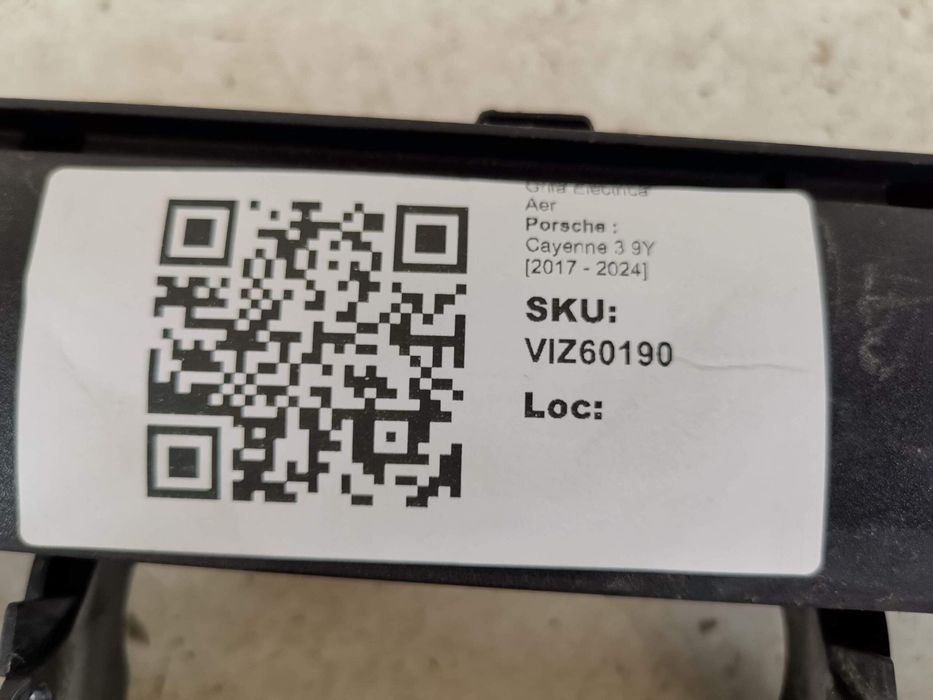 Grila Electrica
Aer
Porsche :
Cayenne 3 9Y
[2017 - 2024]
SKU:
VIZ60190
Loc: